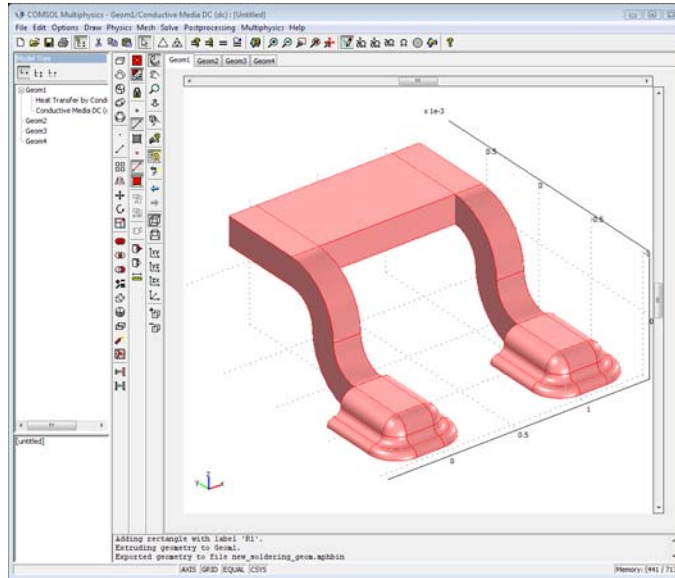 COMSOL Multiphysics - Geom1/Conductive Media DC (dc) : [Untitled]
File Edit Options Draw Physics Mesh Solve Postprocessing Multiphysics Help
Model Tree
Geom1 Geom2 Geom3 Geom4
Geom1
Heat Transfer by Condu
Conductive Media DC (
Geom2
Geom3
Geom4
x 1e-3
0.5
0
-0.5
0
1
0.5
0
z
y
x
[untitled]
Adding rectangle with label 'R1'.
Extruding geometry to Geom1.
Exported geometry to file new_soldering_geom.mphbin
AXIS GRID EQUAL CSYS
Memory: (441 / 71